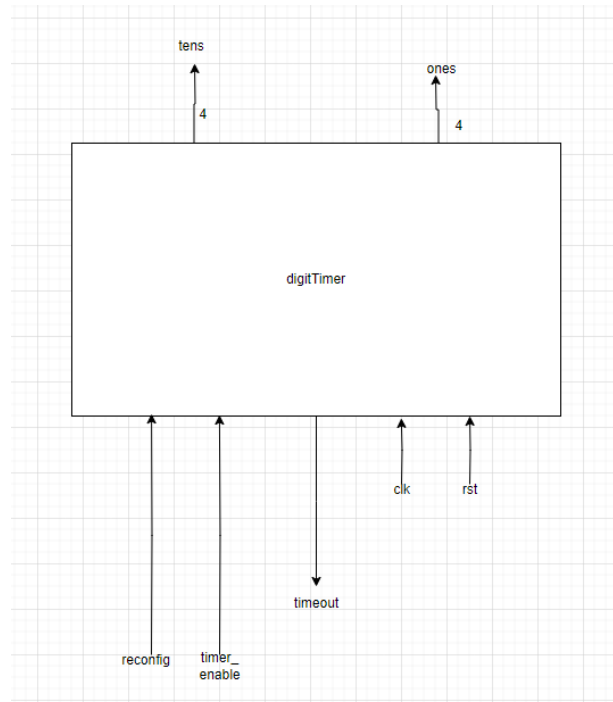 tens
ones
4
4
digitTimer
clk
rst
timeout
reconfig
timer_
enable